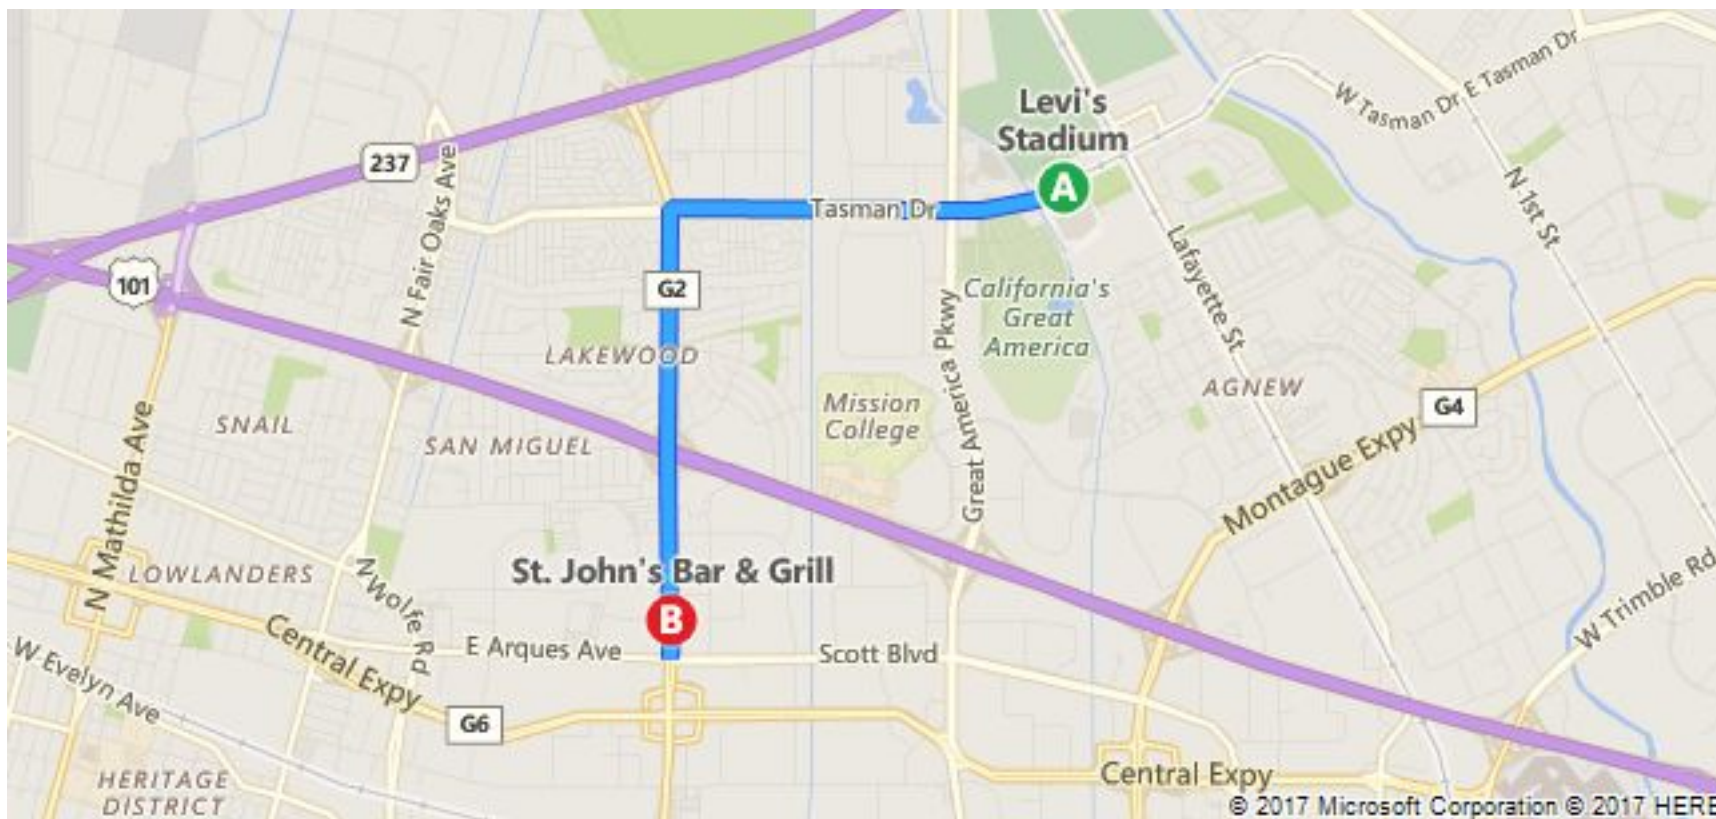 Levi's
Stadium
A
W Tasman Dr
E Tasman Dr
237
N Fair Oaks Ave
Tasman Dr
N 1st St
101
G2
Lafayette St
California's
Great
America
Great America Pkwy
LAKEWOOD
AGNEW
SNAIL
SAN MIGUEL
Mission
College
G4
Montague Expy
N Mathilda Ave
LOWLANDERS
N Wolfe Rd
St. John's Bar & Grill
B
W Trimble Rd
E Arques Ave
Scott Blvd
Central Expy
W Evelyn Ave
G6
HERITAGE
DISTRICT
Central Expy
© 2017 Microsoft Corporation © 2017 HERE